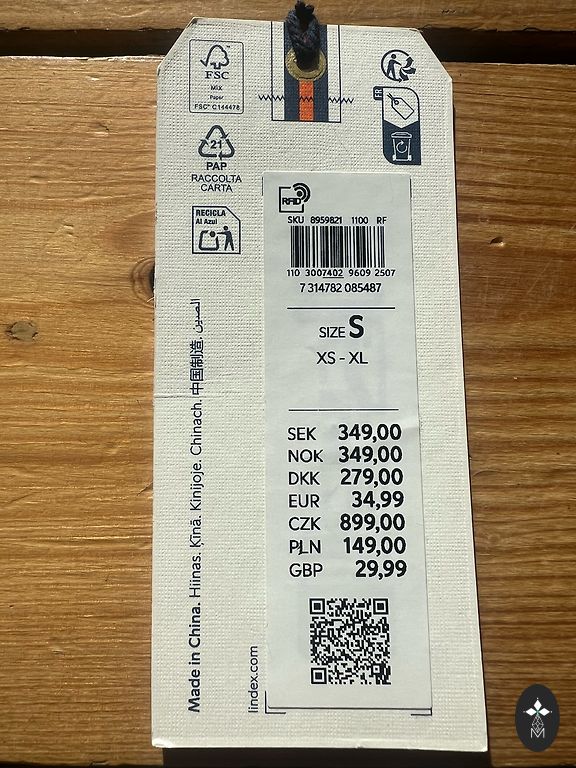 FSC
MIX
Paper
FSC® C144478
21
PAP
RACCOLTA
CARTA
RECICLA
Al Azul
RFID
SKU 8959821 1100 RF
110 3007402 9609 2507
7 314782 085487
SIZE S
XS - XL
SEK 349,00
NOK 349,00
DKK 279,00
EUR 34,99
CZK 899,00
PLN 149,00
GBP 29,99
Made in China. Hiinas. Ķīnā. Kinijoje. Chinach. 中国制造. الصين
lindex.com